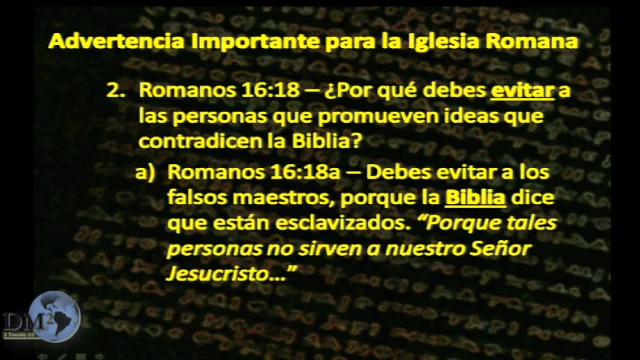 Advertencia Importante para la Iglesia Romana
2. Romanos 16:18 – ¿Por qué debes evitar a
las personas que promueven ideas que
contradicen la Biblia?
a) Romanos 16:18a – Debes evitar a los
falsos maestros, porque la Biblia dice
que están esclavizados. “Porque tales
personas no sirven a nuestro Señor
Jesucristo...”
DM2